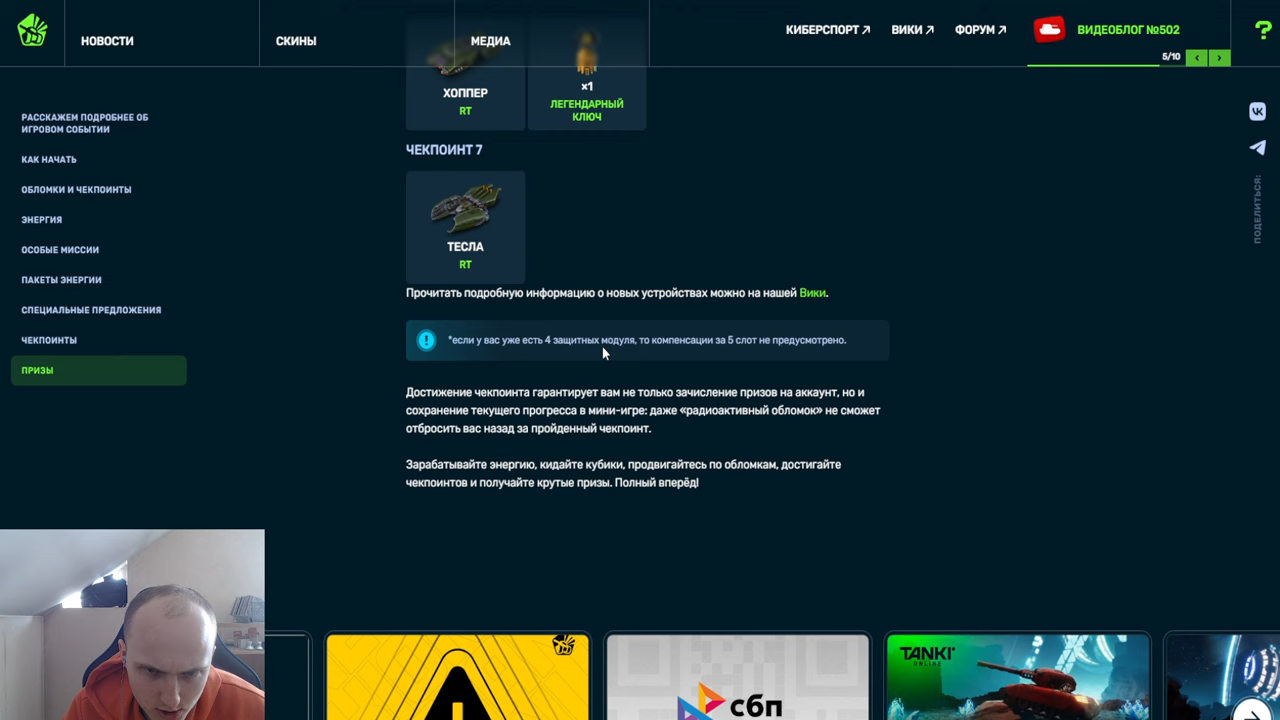 НОВОСТИ
СКИНЫ
МЕДИА
КИБЕРСПОРТ
ВИКИ
ФОРУМ
ВИДЕОБЛОГ №502
?
5/10
РАССКАЖЕМ ПОДРОБНЕЕ ОБ
ИГРОВОМ СОБЫТИИ
КАК НАЧАТЬ
ОБЛОМКИ И ЧЕКПОИНТЫ
ЭНЕРГИЯ
ОСОБЫЕ МИССИИ
ПАКЕТЫ ЭНЕРГИИ
СПЕЦИАЛЬНЫЕ ПРЕДЛОЖЕНИЯ
ЧЕКПОИНТЫ
ПРИЗЫ
ХОППЕР
RT
×1
ЛЕГЕНДАРНЫЙ
КЛЮЧ
ЧЕКПОИНТ 7
ТЕСЛА
RT
Прочитать подробную информацию о новых устройствах можно на нашей Вики.
*если у вас уже есть 4 защитных модуля, то компенсации за 5 слот не предусмотрено.
Достижение чекпоинта гарантирует вам не только зачисление призов на аккаунт, но и
сохранение текущего прогресса в мини-игре: даже «радиоактивный обломок» не сможет
отбросить вас назад за пройденный чекпоинт.
Зарабатывайте энергию, кидайте кубики, продвигайтесь по обломкам, достигайте
чекпоинтов и получайте крутые призы. Полный вперёд!
ПОДЕЛИТЬСЯ:
сбп
TANKI
ONLINE